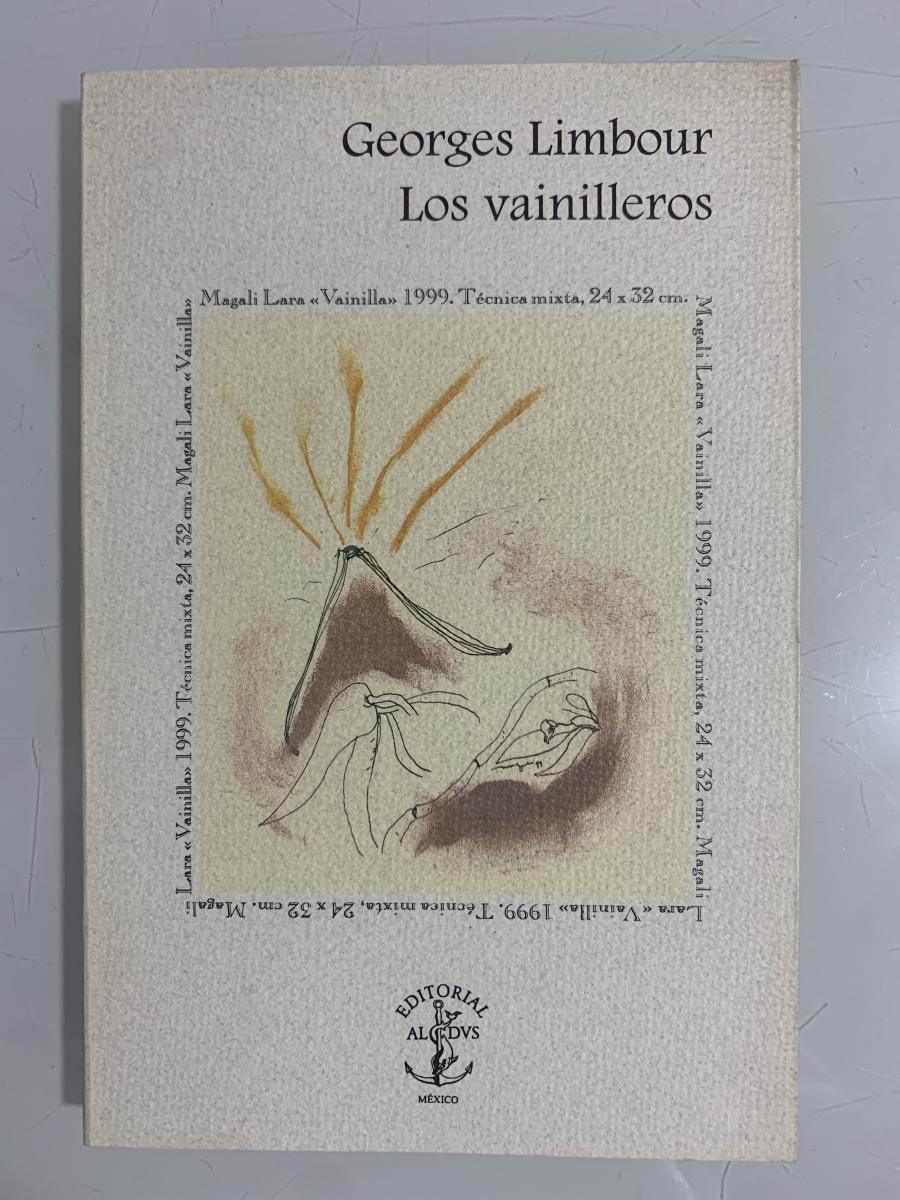 Georges Limbour
Los vainilleros
Magali Lara «Vainilla» 1999. Técnica mixta, 24 x 32 cm.
Magali Lara «Vainilla» 1999. Técnica mixta, 24 x 32 cm. Magali
Lara «Vainilla» 1999. Técnica mixta, 24 x 32 cm. Magali
Lara «Vainilla» 1999. Técnica mixta, 24 x 32 cm. Magali Lara «Vainilla»
EDITORIAL
ALDVS
MÉXICO